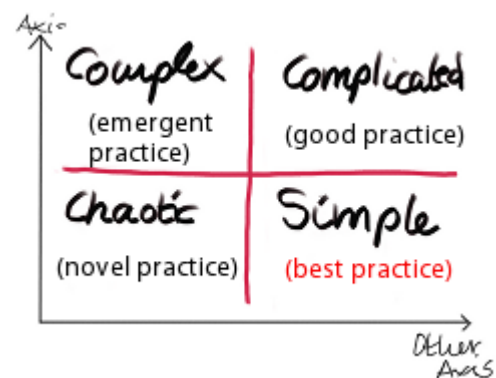 Axis
Complex
(emergent
practice)
Complicated
(good practice)
Chaotic
(novel practice)
Simple
(best practice)
Other
Axis